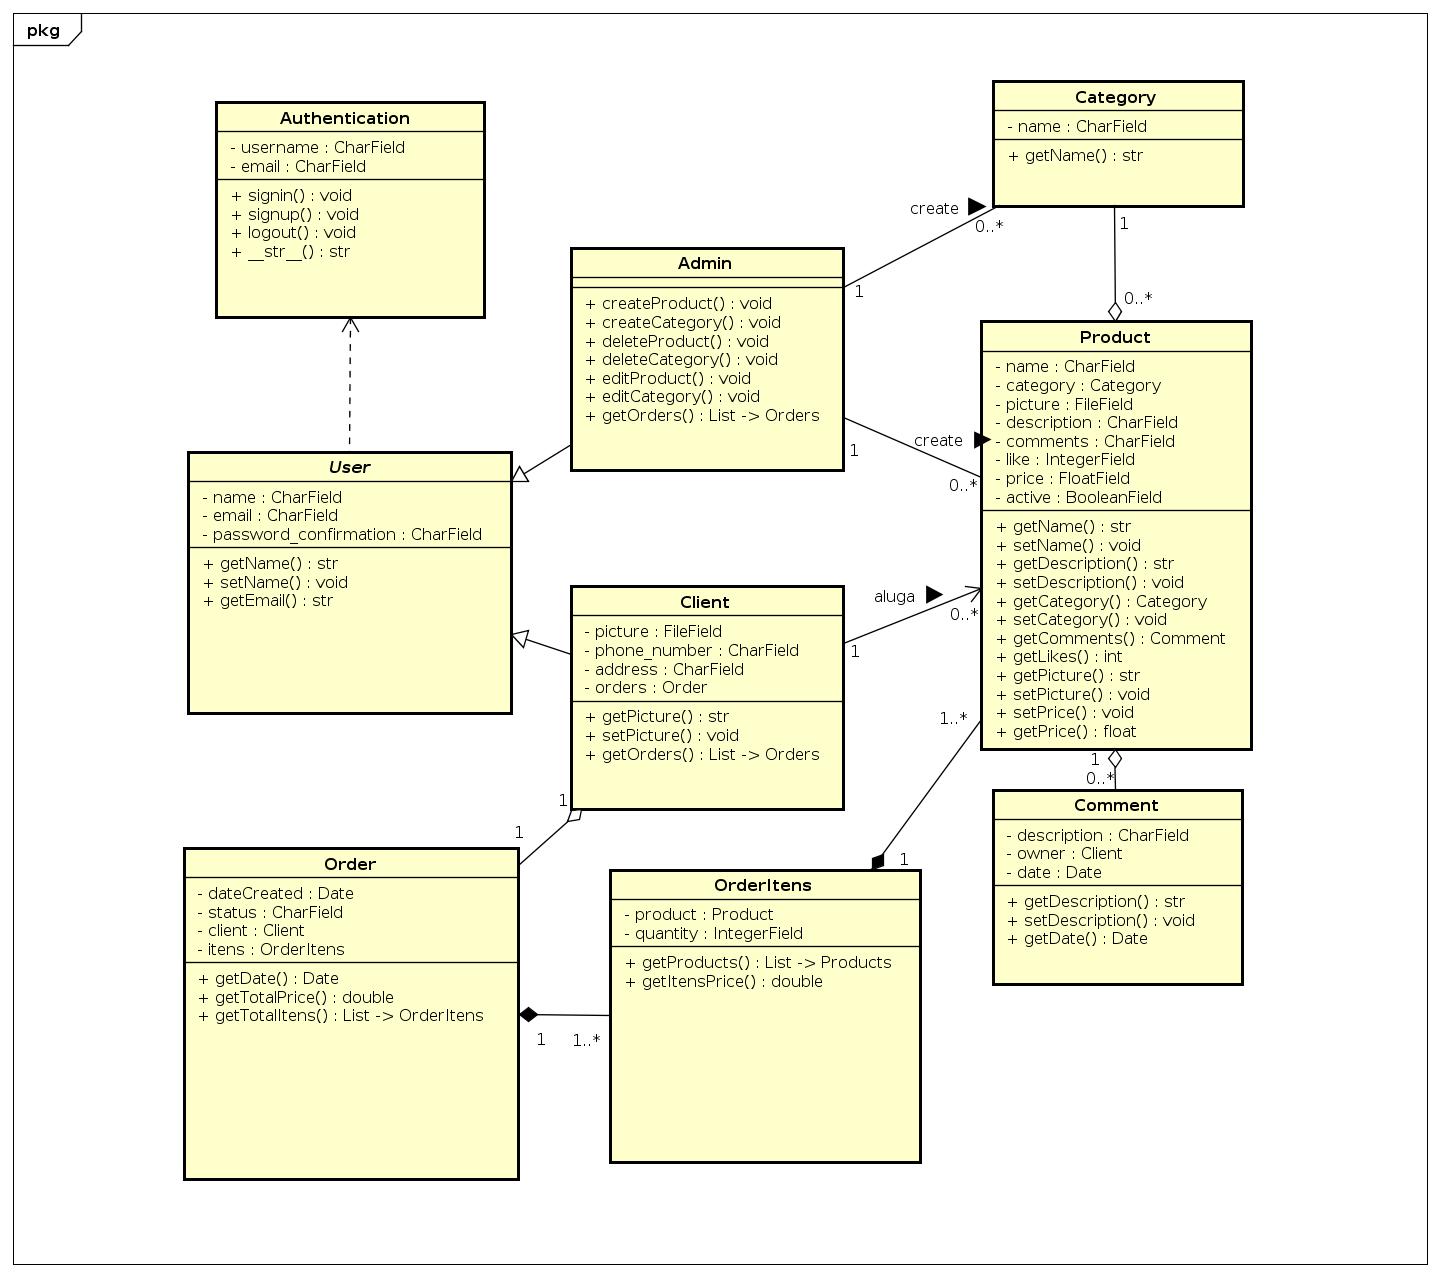 pkg
Authentication
- username : CharField
- email : CharField
+ signin() : void
+ signup() : void
+ logout() : void
+ __str__() : str
Category
- name : CharField
+ getName() : str
create
0..*
1
1
0..*
Admin
+ createProduct() : void
+ createCategory() : void
+ deleteProduct() : void
+ deleteCategory() : void
+ editProduct() : void
+ editCategory() : void
+ getOrders() : List -> Orders
create
1
0..*
Product
- name : CharField
- category : Category
- picture : FileField
- description : CharField
- comments : CharField
- like : IntegerField
- price : FloatField
- active : BooleanField
+ getName() : str
+ setName() : void
+ getDescription() : str
+ setDescription() : void
+ getCategory() : Category
+ setCategory() : void
+ getComments() : Comment
+ getLikes() : int
+ getPicture() : str
+ setPicture() : void
+ setPrice() : void
+ getPrice() : float
User
- name : CharField
- email : CharField
- password_confirmation : CharField
+ getName() : str
+ setName() : void
+ getEmail() : str
Client
- picture : FileField
- phone_number : CharField
- address : CharField
- orders : Order
+ getPicture() : str
+ setPicture() : void
+ getOrders() : List -> Orders
aluga
0..*
1
1..*
1
1
0..*
Comment
- description : CharField
- owner : Client
- date : Date
+ getDescription() : str
+ setDescription() : void
+ getDate() : Date
1
1
Order
- dateCreated : Date
- status : CharField
- client : Client
- itens : OrderItens
+ getDate() : Date
+ getTotalPrice() : double
+ getTotalItens() : List -> OrderItens
1
1..*
OrderItens
- product : Product
- quantity : IntegerField
+ getProducts() : List -> Products
+ getItensPrice() : double